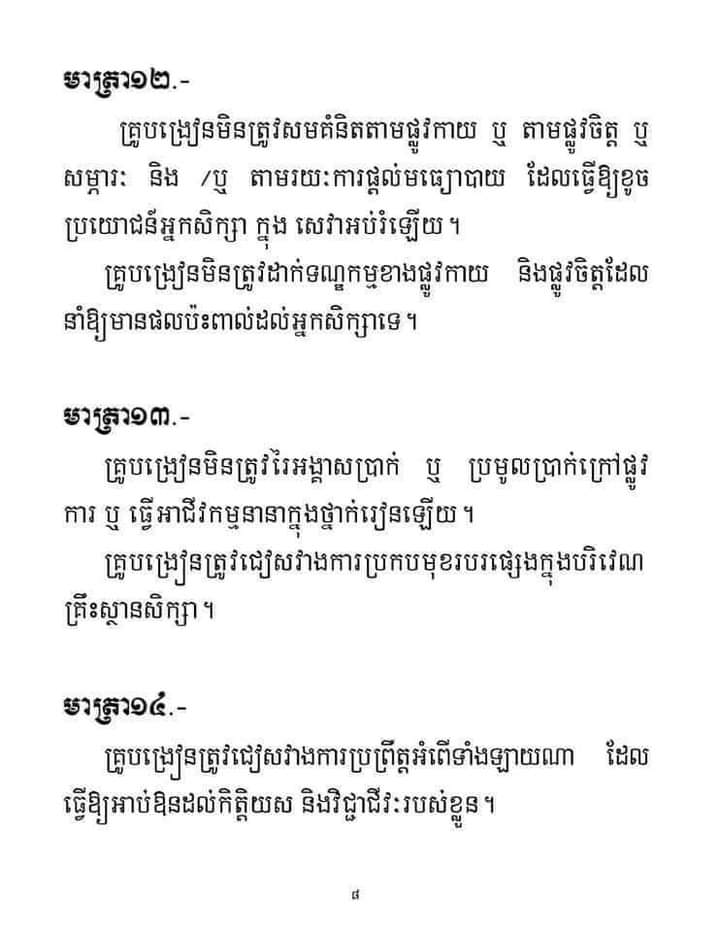 មាត្រា១២.-
គ្រូបង្រៀនមិនត្រូវសមគំនិតតាមផ្លូវកាយ ឬ តាមផ្លូវចិត្ត ឬ
សម្ភារៈ និង /ឬ តាមរយៈការផ្តល់មធ្យោបាយ ដែលធ្វើឱ្យខូច
ប្រយោជន៍អ្នកសិក្សា ក្នុង សេវាអប់រំឡើយ។
គ្រូបង្រៀនមិនត្រូវដាក់ទណ្ឌកម្មខាងផ្លូវកាយ និងផ្លូវចិត្តដែល
នាំឱ្យមានផលប៉ះពាល់ដល់អ្នកសិក្សាទេ។
មាត្រា១៣.-
គ្រូបង្រៀនមិនត្រូវរៃអង្គាសប្រាក់ ឬ ប្រមូលប្រាក់ក្រៅផ្លូវ
ការ ឬ ធ្វើអាជីវកម្មនានាក្នុងថ្នាក់រៀនឡើយ។
គ្រូបង្រៀនត្រូវជៀសវាងការប្រកបមុខរបរផ្សេងក្នុងបរិវេណ
គ្រឹះស្ថានសិក្សា។
មាត្រា១៤.-
គ្រូបង្រៀនត្រូវជៀសវាងការប្រព្រឹត្តអំពើទាំងឡាយណា ដែល
ធ្វើឱ្យអាប់ឱនដល់កិត្តិយស និងវិជ្ជាជីវៈរបស់ខ្លួន។
៨